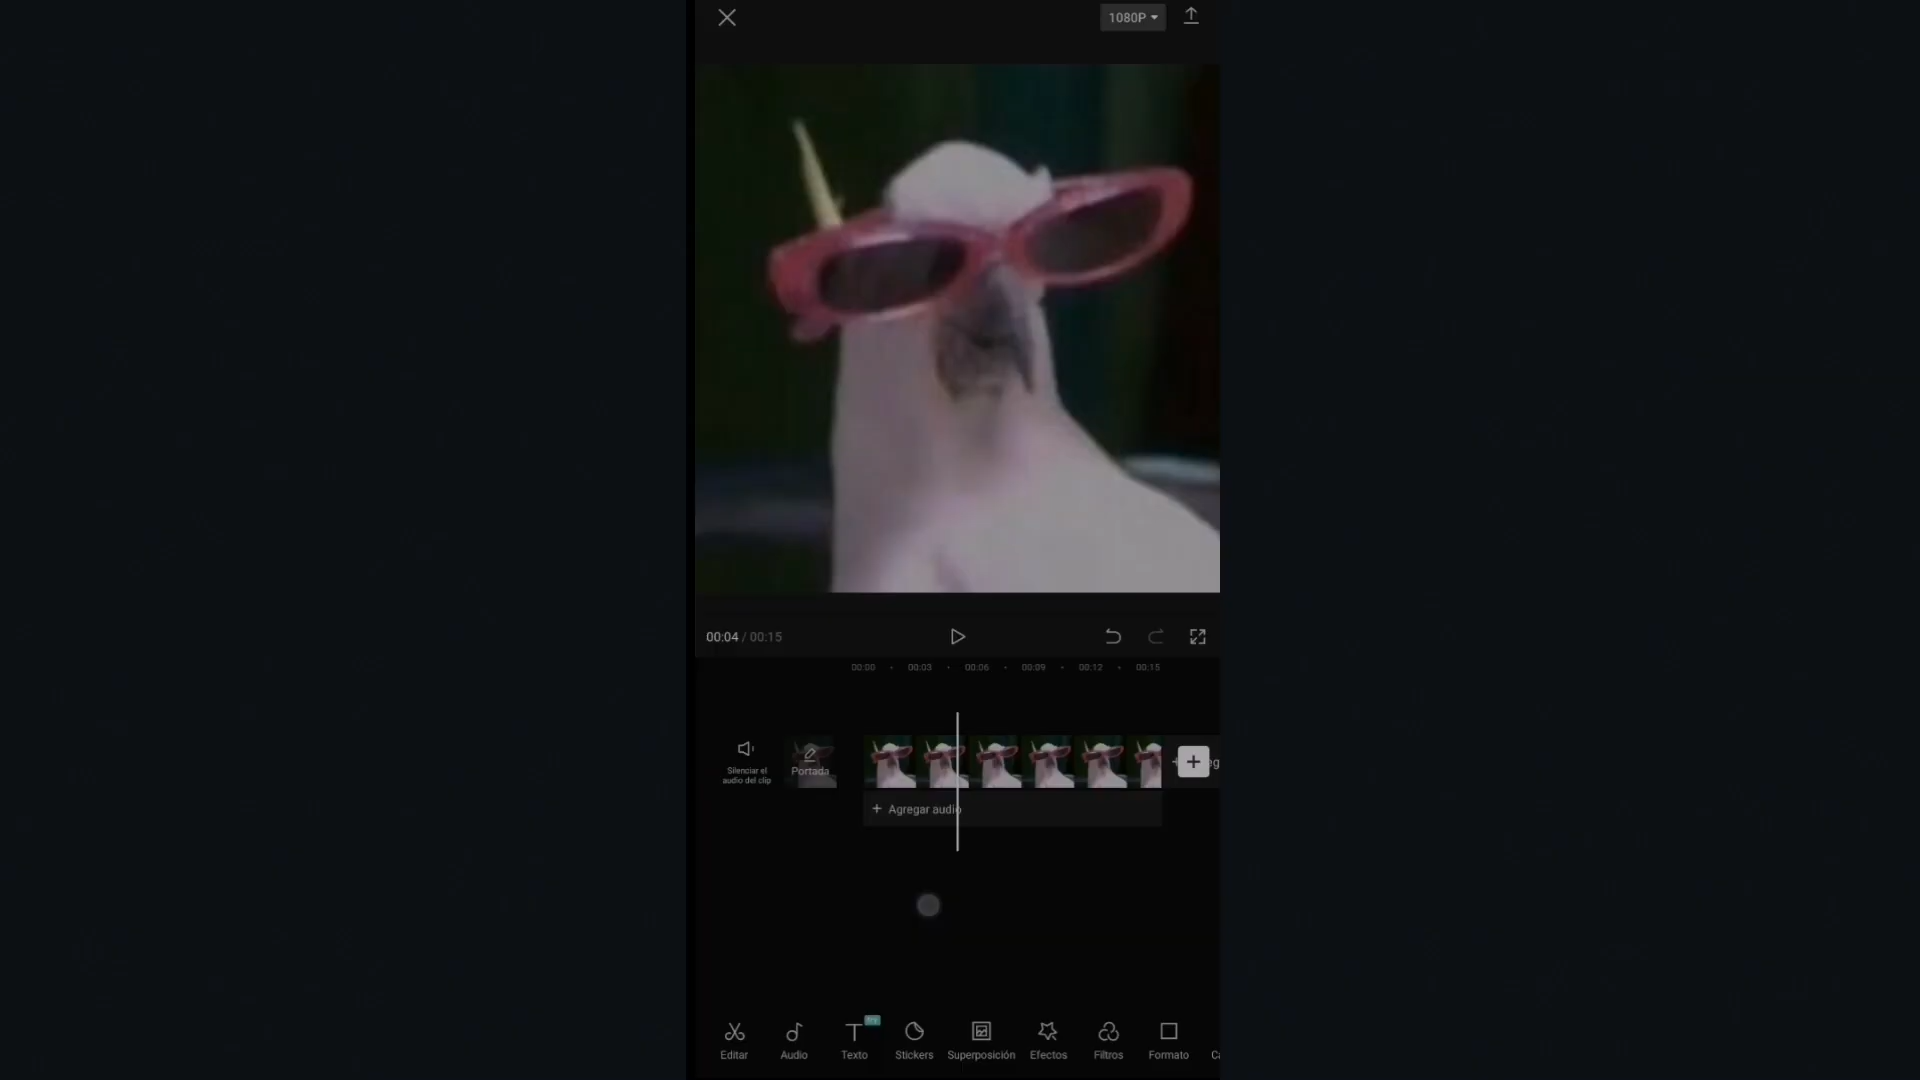 1080P
00:04 / 00:15
00:00 00:03 00:06 00:09 00:12 00:15
Silenciar el
audio del clip
Portada
+ Agregar audio
Editar Audio Texto Stickers Superposición Efectos Filtros Formato